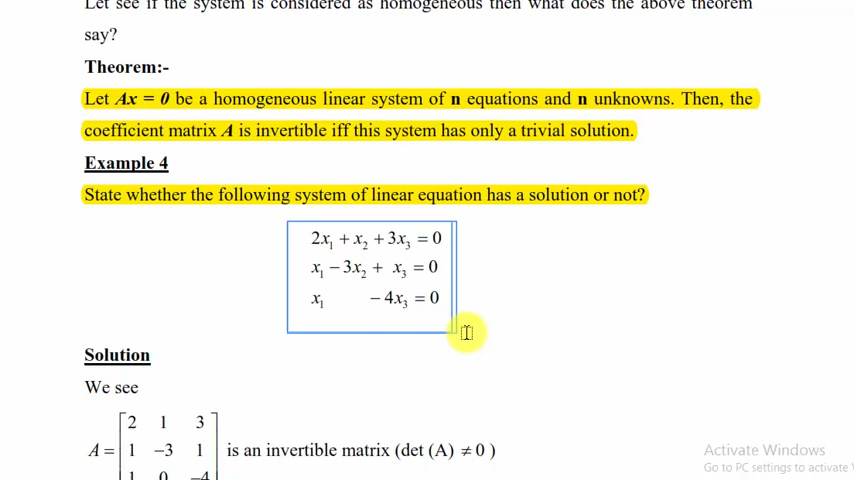 Let see if the system is considered as homogeneous then what does the above theorem
say?
Theorem:-
Let Ax = 0 be a homogeneous linear system of n equations and n unknowns. Then, the
coefficient matrix A is invertible iff this system has only a trivial solution.
Example 4
State whether the following system of linear equation has a solution or not?
2x₁ + x₂ + 3x₃ = 0
x₁ − 3x₂ + x₃ = 0
x₁ − 4x₃ = 0
Solution
We see
2 1 3
A = 1 −3 1 is an invertible matrix (det (A) ≠ 0 )
1 0 −4
Activate Windows
Go to PC settings to activate